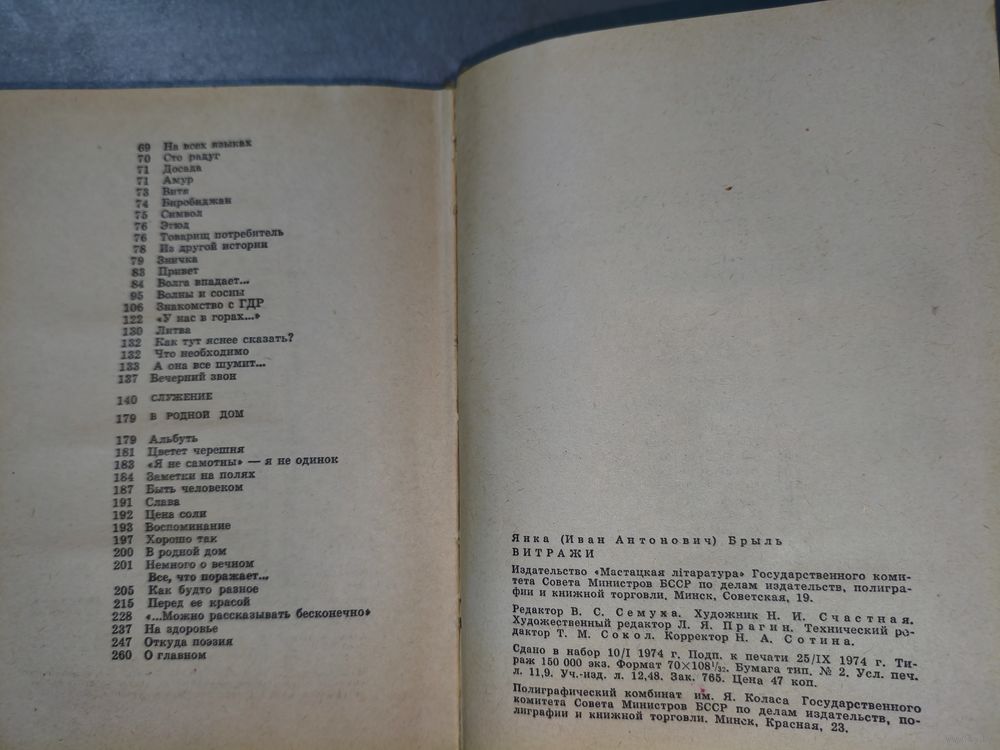 69 На всех языках
70 Сто радуг
71 Досада
71 Амур
73 Витя
74 Биробиджан
75 Символ
76 Этюд
76 Товарищ потребитель
78 Из другой истории
79 Зничка
83 Привет
84 Волга впадает...
95 Волны и сосны
106 Знакомство с ГДР
122 «У нас в горах...»
130 Литва
132 Как тут яснее сказать?
132 Что необходимо
133 А она все шумит...
137 Вечерний звон
140 СЛУЖЕНИЕ
179 В РОДНОЙ ДОМ
179 Альбуть
181 Цветет черешня
183 «Я не самотны» — я не одинок
184 Заметки на полях
187 Быть человеком
191 Слава
192 Цена соли
193 Воспоминание
197 Хорошо так
200 В родной дом
201 Немного о вечном
Все, что поражает...
205 Как будто разное
215 Перед ее красой
228 «...Можно рассказывать бесконечно»
237 На здоровье
247 Откуда поэзия
260 О главном
Янка (Иван Антонович) Брыль
ВИТРАЖИ
Издательство «Мастацкая літаратура» Государственного коми-
тета Совета Министров БССР по делам издательств, полигра-
фии и книжной торговли. Минск, Советская, 19.
Редактор В. С. Семуха. Художник Н. И. Счастная.
Художественный редактор Л. Я. Прагин. Технический ре-
дактор Т. М. Сокол. Корректор Н. А. Сотина.
Сдано в набор 10/I 1974 г. Подп. к печати 25/IX 1974 г. Ти-
раж 150 000 экз. Формат 70×108¹/₃₂. Бумага тип. № 2. Усл. печ.
л. 11,9. Уч.-изд. л. 12,48. Зак. 765. Цена 47 коп.
Полиграфический комбинат им. Я. Коласа Государственного
комитета Совета Министров БССР по делам издательств, по-
лиграфии и книжной торговли. Минск, Красная, 23.